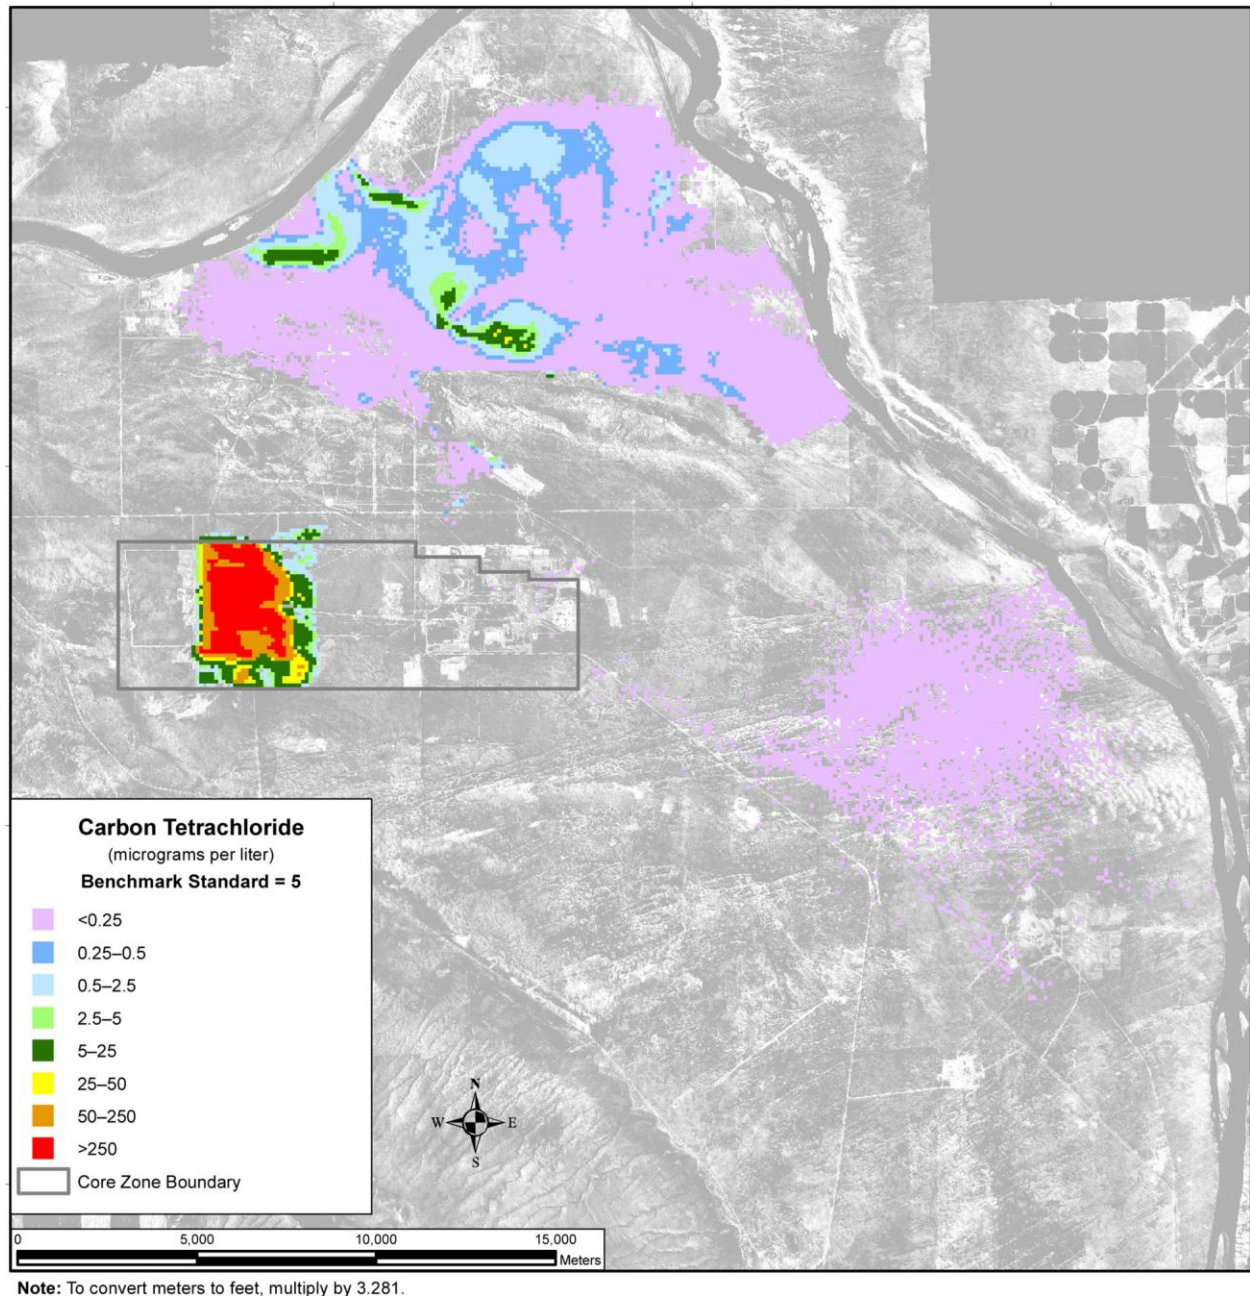 Carbon Tetrachloride
(micrograms per liter)
Benchmark Standard = 5
<0.25
0.25–0.5
0.5–2.5
2.5–5
5–25
25–50
50–250
>250
Core Zone Boundary
N
W E
S
0 5,000 10,000 15,000
Meters
Note: To convert meters to feet, multiply by 3.281.